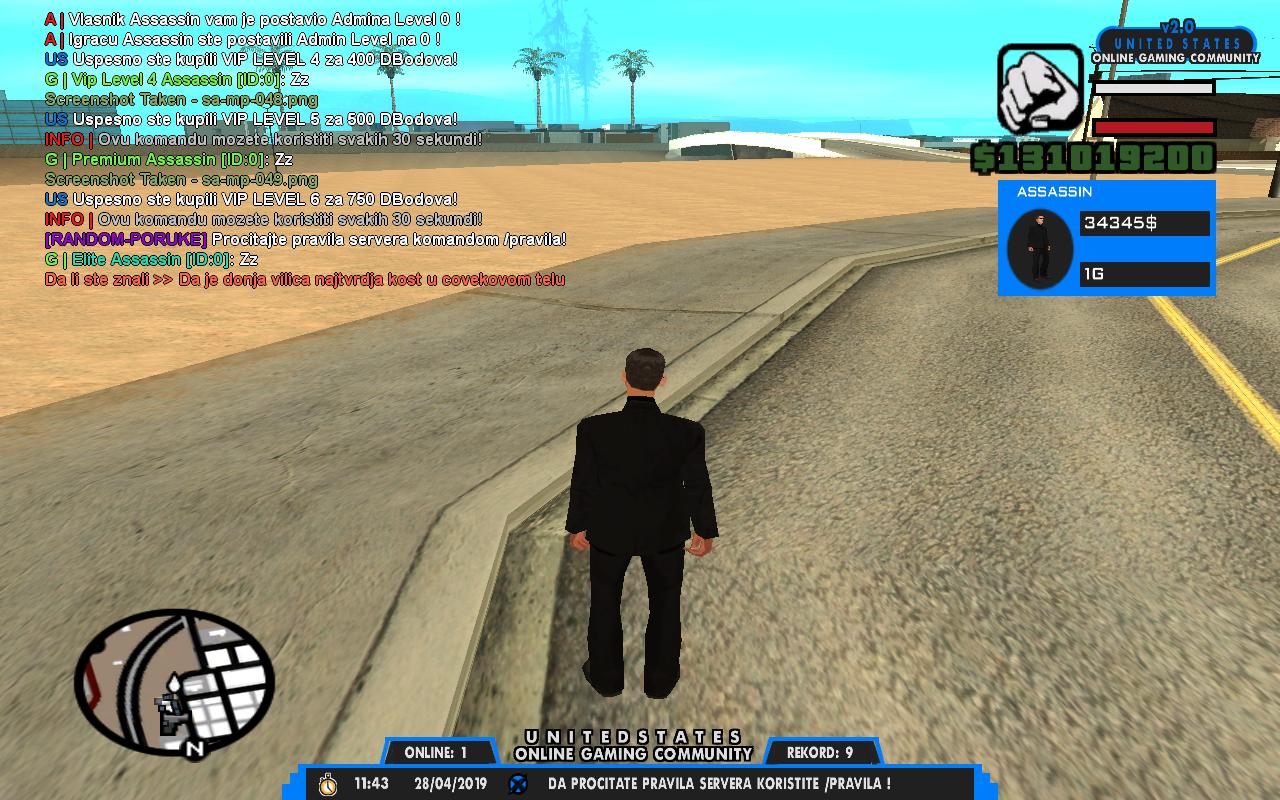 A | Vlasnik Assassin vam je postavio Admina Level 0 !
A | Igracu Assassin ste postavili Admin Level na 0 !
US Uspesno ste kupili VIP LEVEL 4 za 400 DBodova!
G | Vip Level 4 Assassin [ID:0]: Zz
Screenshot Taken - sa-mp-048.png
US Uspesno ste kupili VIP LEVEL 5 za 500 DBodova!
INFO | Ovu komandu mozete koristiti svakih 30 sekundi!
G | Premium Assassin [ID:0]: Zz
Screenshot Taken - sa-mp-049.png
US Uspesno ste kupili VIP LEVEL 6 za 750 DBodova!
INFO | Ovu komandu mozete koristiti svakih 30 sekundi!
[RANDOM-PORUKE] Procitajte pravila servera komandom /pravila!
G | Elite Assassin [ID:0]: Zz
Da li ste znali >> Da je donja vilica najtvrdja kost u covekovom telu
v2.0
UNITED STATES
ONLINE GAMING COMMUNITY
$131019200
ASSASSIN
34345$
1G
N
UNITEDSTATES
ONLINE GAMING COMMUNITY
ONLINE: 1
REKORD: 9
11:43 28/04/2019 DA PROCITATE PRAVILA SERVERA KORISTITE /PRAVILA !